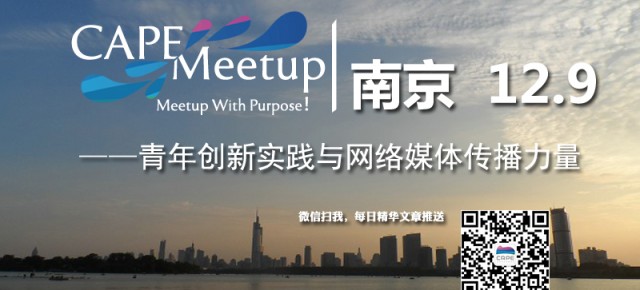 CAPE
Meetup
Meetup With Purpose!
南京 12.9
——青年创新实践与网络媒体传播力量
微信扫我，每日精华文章推送
CAPE